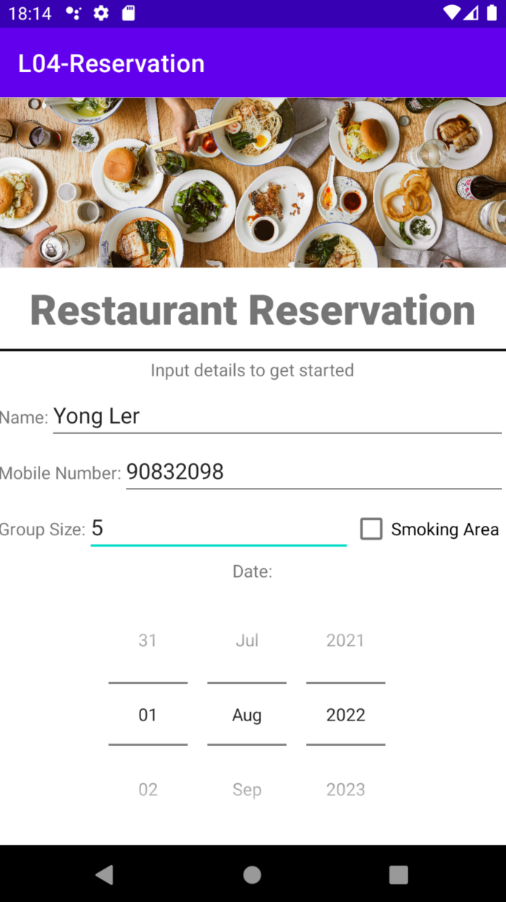 18:14
L04-Reservation
Restaurant Reservation
Input details to get started
Name: Yong Ler
Mobile Number: 90832098
Group Size: 5 Smoking Area
Date:
31 Jul 2021
01 Aug 2022
02 Sep 2023